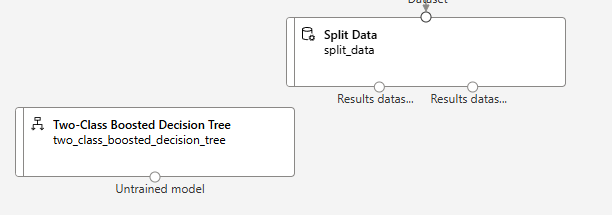 Dataset
Split Data
split_data
Results datas... Results datas...
Two-Class Boosted Decision Tree
two_class_boosted_decision_tree
Untrained model